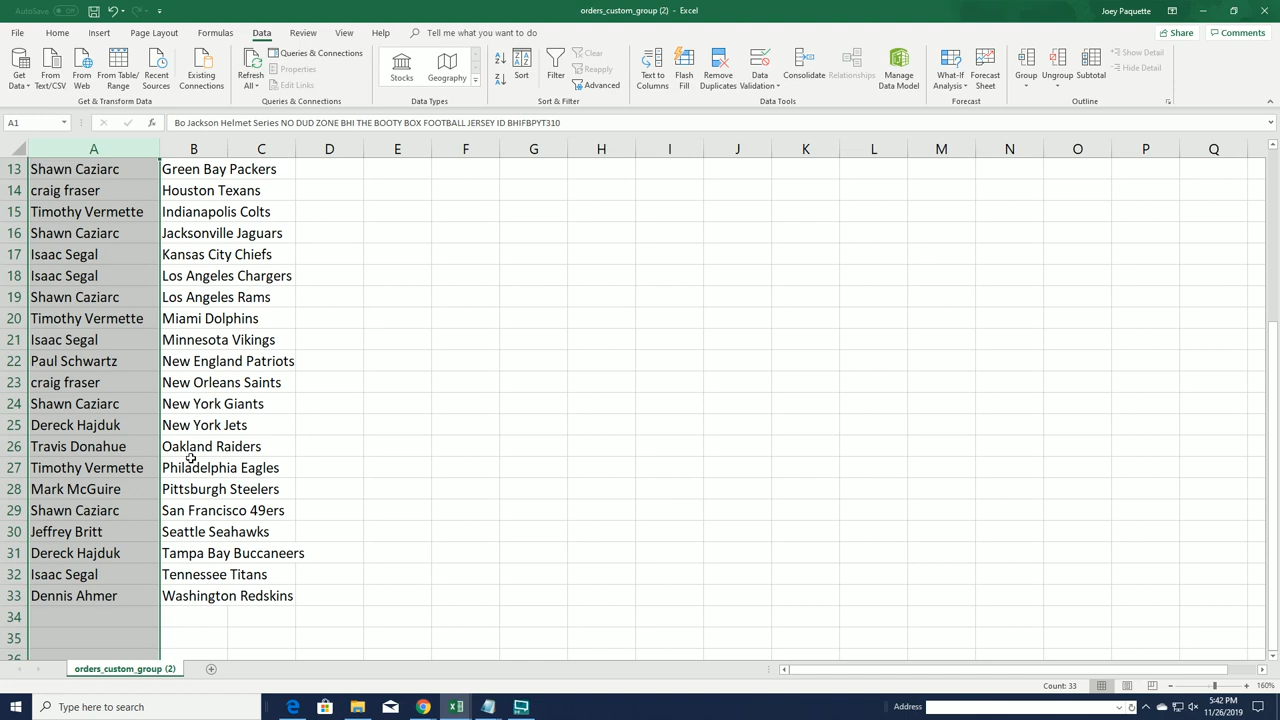 AutoSave Off
orders_custom_group (2) - Excel
Joey Paquette
File Home Insert Page Layout Formulas Data Review View Help Tell me what you want to do
Share Comments
Get Data From Text/CSV From Web From Table/Range Recent Sources Existing Connections
Get & Transform Data
Refresh All Queries & Connections Properties Edit Links
Queries & Connections
Stocks Geography
Data Types
Sort Filter Clear Reapply Advanced
Sort & Filter
Text to Columns Flash Fill Remove Duplicates Data Validation Consolidate Relationships Manage Data Model
Data Tools
What-If Analysis Forecast Sheet
Forecast
Group Ungroup Subtotal Show Detail Hide Detail
Outline
A1 fx Bo Jackson Helmet Series NO DUD ZONE BHI THE BOOTY BOX FOOTBALL JERSEY ID BHIFBPYT310
A B C D E F G H I J K L M N O P Q
13 Shawn Caziarc Green Bay Packers
14 craig fraser Houston Texans
15 Timothy Vermette Indianapolis Colts
16 Shawn Caziarc Jacksonville Jaguars
17 Isaac Segal Kansas City Chiefs
18 Isaac Segal Los Angeles Chargers
19 Shawn Caziarc Los Angeles Rams
20 Timothy Vermette Miami Dolphins
21 Isaac Segal Minnesota Vikings
22 Paul Schwartz New England Patriots
23 craig fraser New Orleans Saints
24 Shawn Caziarc New York Giants
25 Dereck Hajduk New York Jets
26 Travis Donahue Oakland Raiders
27 Timothy Vermette Philadelphia Eagles
28 Mark McGuire Pittsburgh Steelers
29 Shawn Caziarc San Francisco 49ers
30 Jeffrey Britt Seattle Seahawks
31 Dereck Hajduk Tampa Bay Buccaneers
32 Isaac Segal Tennessee Titans
33 Dennis Ahmer Washington Redskins
34
35
36
orders_custom_group (2)
Count: 33 160%
Type here to search
Address
5:42 PM
11/26/2019